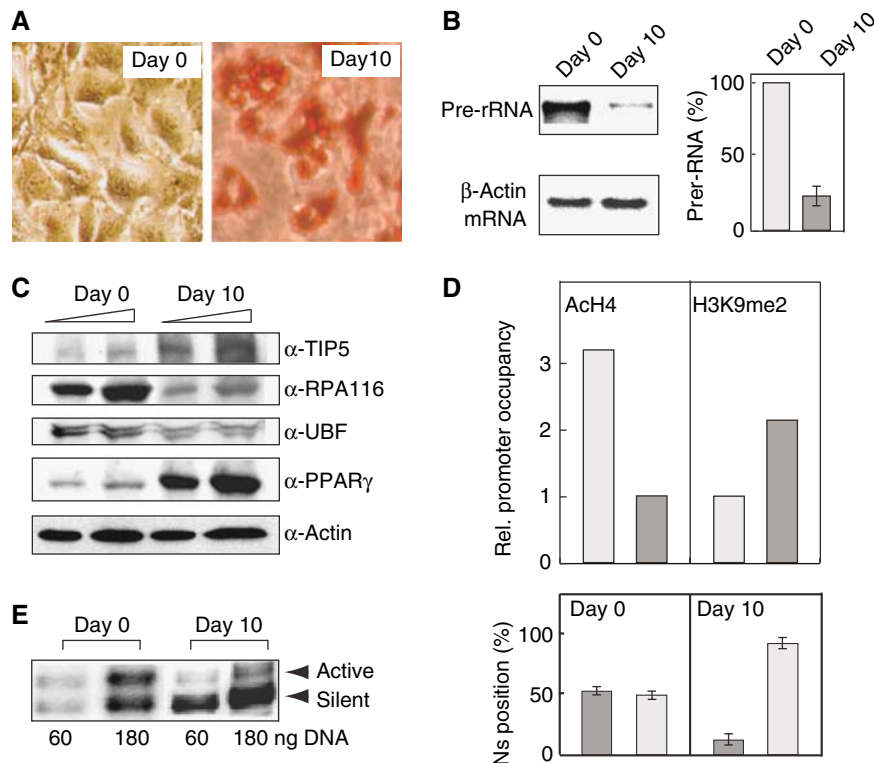 A
Day 0
Day10
B
Day 0
Day 10
Pre-rRNA
β-Actin
mRNA
Day 0
Day 10
Prer-RNA (%)
100
50
0
C
Day 0
Day 10
α-TIP5
α-RPA116
α-UBF
α-PPARγ
α-Actin
D
AcH4
H3K9me2
Rel. promoter occupancy
3
2
1
0
E
Day 0
Day 10
Active
Silent
60
180
60
180 ng DNA
Day 0
Day 10
Ns position (%)
100
50
0